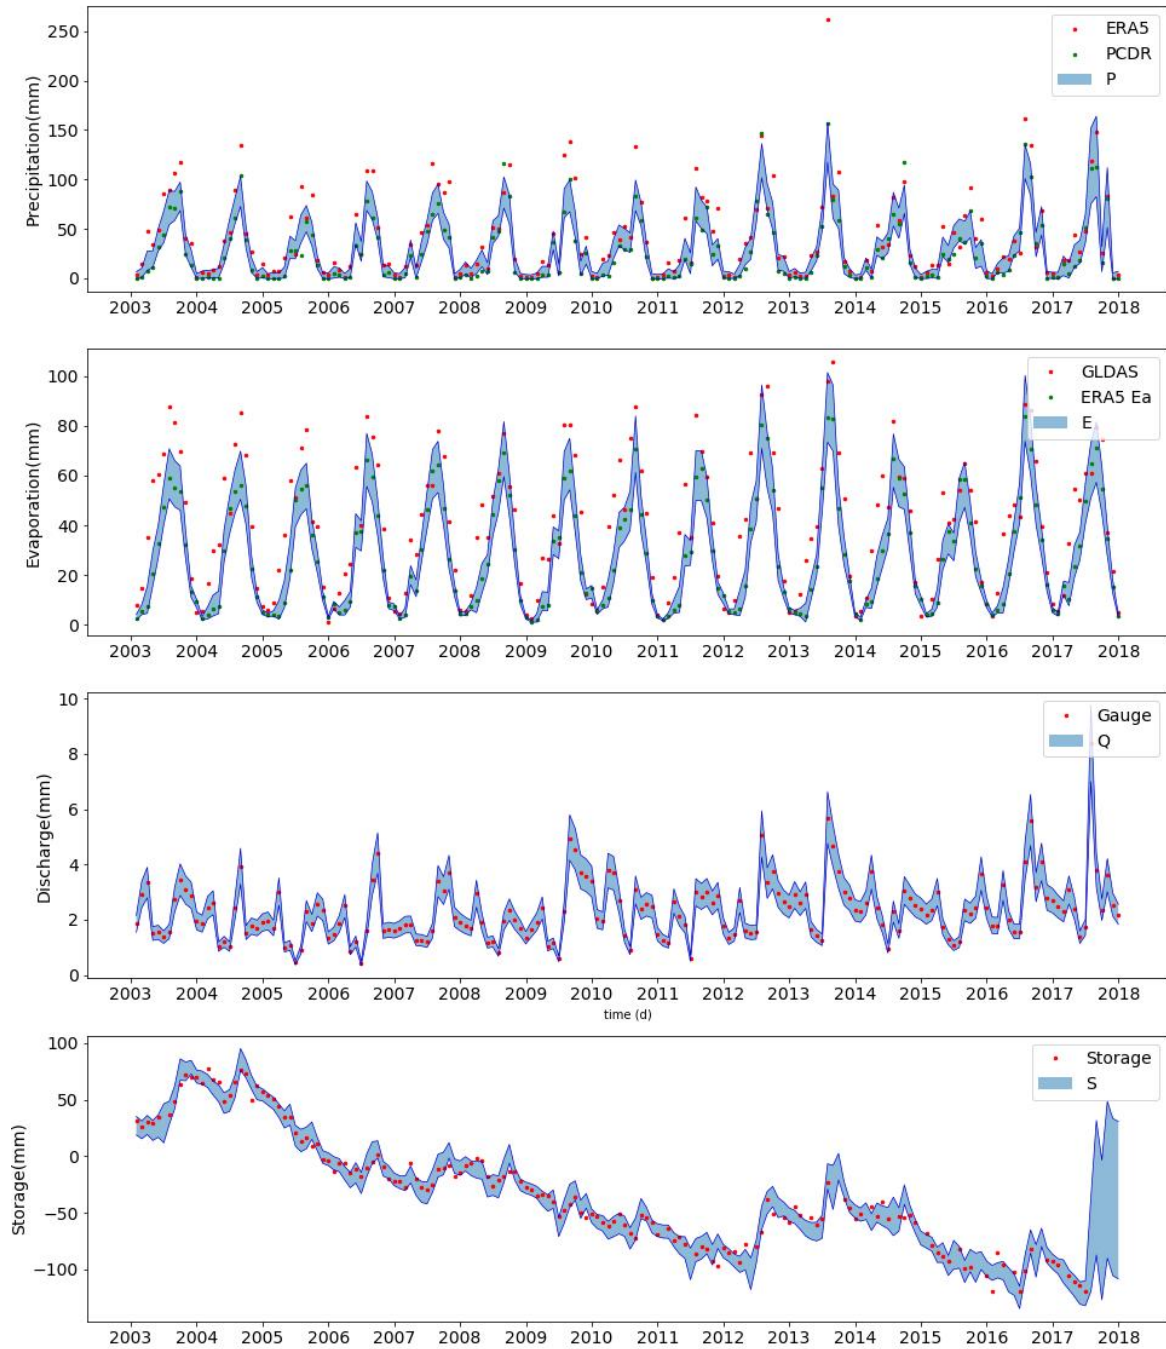 Precipitation(mm)
250
200
150
100
50
0
ERA5
PCDR
P
2003 2004 2005 2006 2007 2008 2009 2010 2011 2012 2013 2014 2015 2016 2017 2018
Evaporation(mm)
100
80
60
40
20
0
GLDAS
ERA5 Ea
E
2003 2004 2005 2006 2007 2008 2009 2010 2011 2012 2013 2014 2015 2016 2017 2018
Discharge(mm)
10
8
6
4
2
0
Gauge
Q
2003 2004 2005 2006 2007 2008 2009 2010 2011 2012 2013 2014 2015 2016 2017 2018
time (d)
Storage(mm)
100
50
0
−50
−100
Storage
S
2003 2004 2005 2006 2007 2008 2009 2010 2011 2012 2013 2014 2015 2016 2017 2018